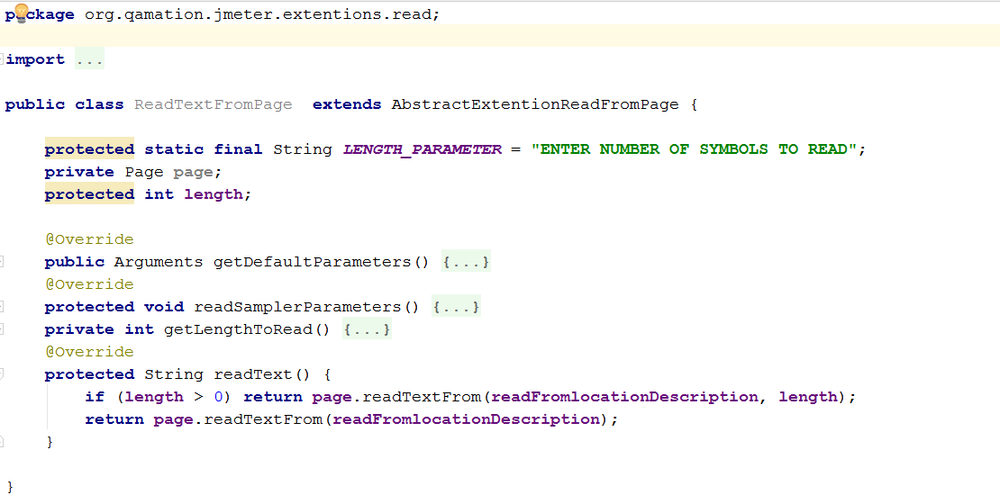 package org.qamation.jmeter.extentions.read;
import ...
public class ReadTextFromPage  extends AbstractExtentionReadFromPage {
    protected static final String LENGTH_PARAMETER = "ENTER NUMBER OF SYMBOLS TO READ";
    private Page page;
    protected int length;
    @Override
    public Arguments getDefaultParameters() {...}
    @Override
    protected void readSamplerParameters() {...}
    private int getLengthToRead() {...}
    @Override
    protected String readText() {
        if (length > 0) return page.readTextFrom(readFromlocationDescription, length);
        return page.readTextFrom(readFromlocationDescription);
    }
}